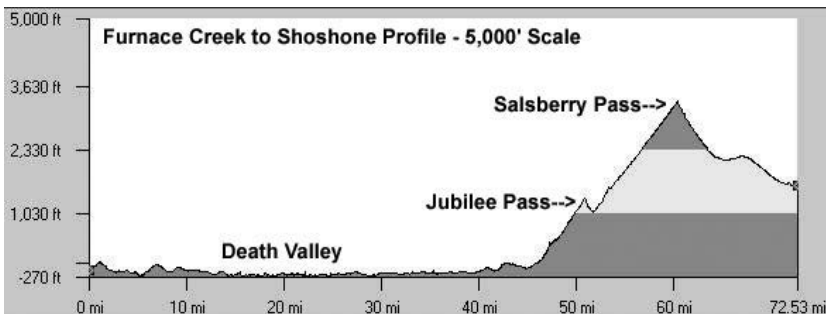 5,000 ft
Furnace Creek to Shoshone Profile - 5,000' Scale
3,630 ft
Salsberry Pass-->
2,330 ft
Jubilee Pass-->
1,030 ft
Death Valley
-270 ft
0 mi 10 mi 20 mi 30 mi 40 mi 50 mi 60 mi 72.53 mi